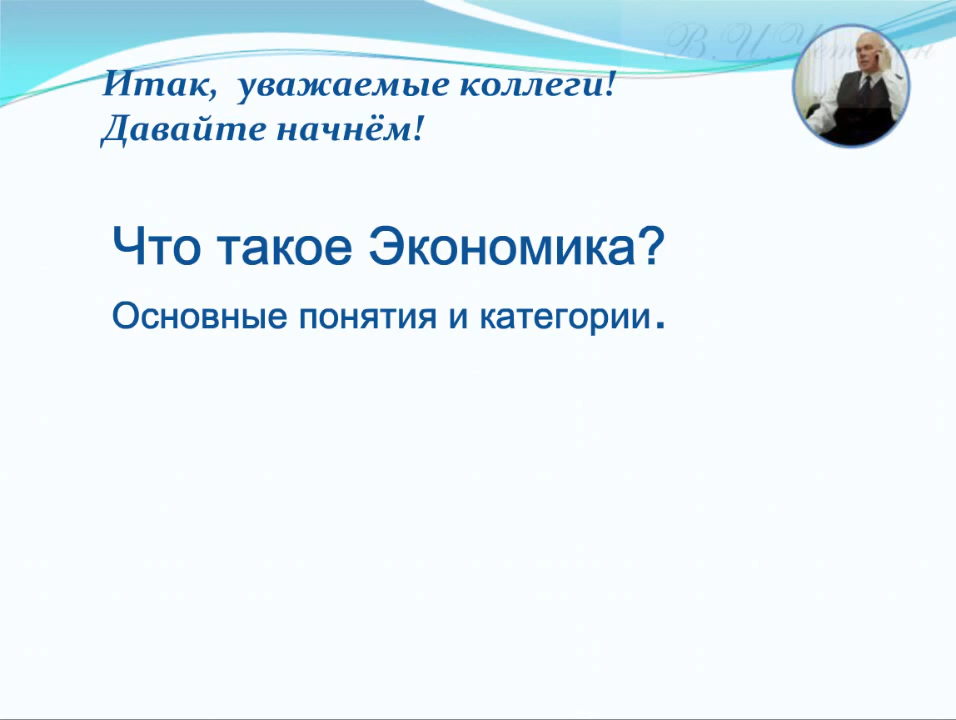 В. И.
Итак, уважаемые коллеги!
Давайте начнём!
Что такое Экономика?
Основные понятия и категории.